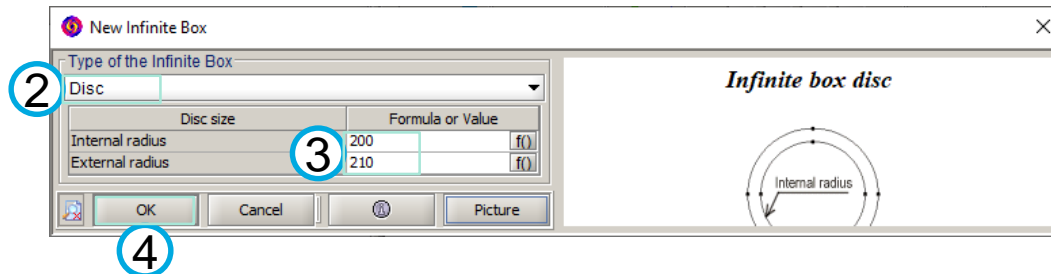 New Infinite Box
Type of the Infinite Box
2
Disc
Disc size Formula or Value
Internal radius 200 f()
External radius 210 f()
3
OK Cancel Picture
4
Infinite box disc
Internal radius